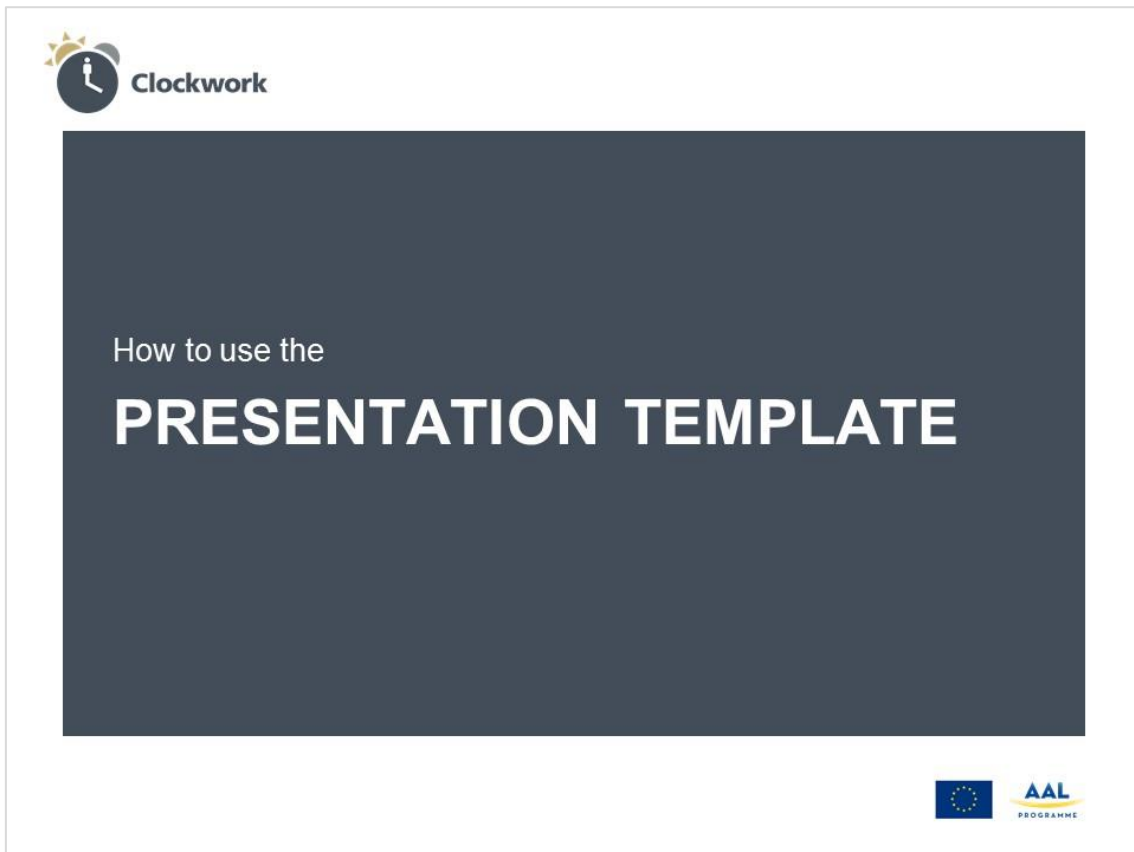 Clockwork
How to use the
PRESENTATION TEMPLATE
AAL
PROGRAMME